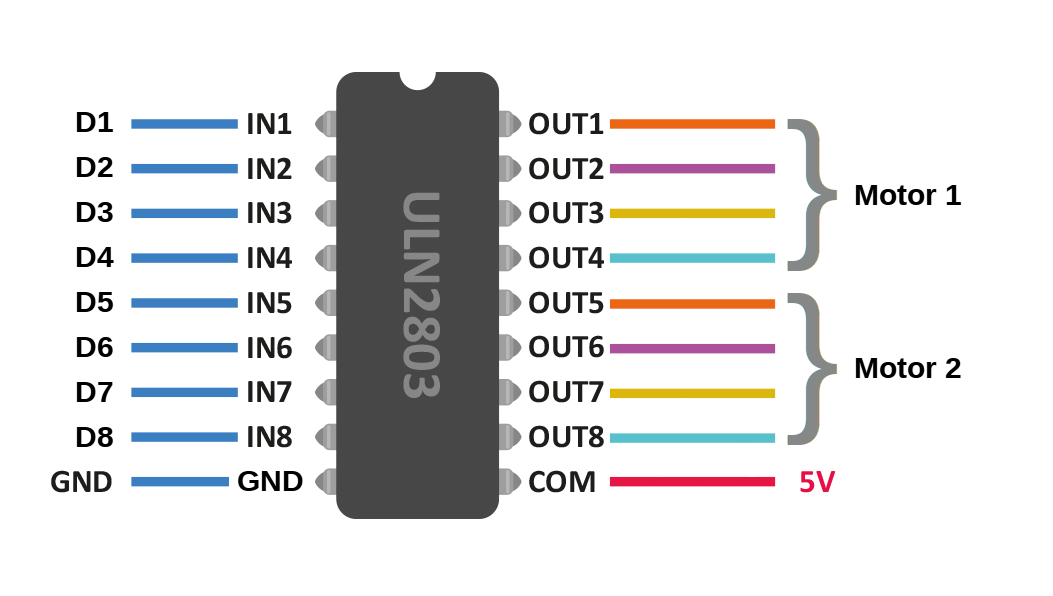 D1 IN1 OUT1
D2 IN2 OUT2
Motor 1
D3 IN3 OUT3
D4 IN4 OUT4
D5 IN5 OUT5
D6 IN6 OUT6
Motor 2
D7 IN7 OUT7
D8 IN8 OUT8
GND GND COM 5V
ULN2803